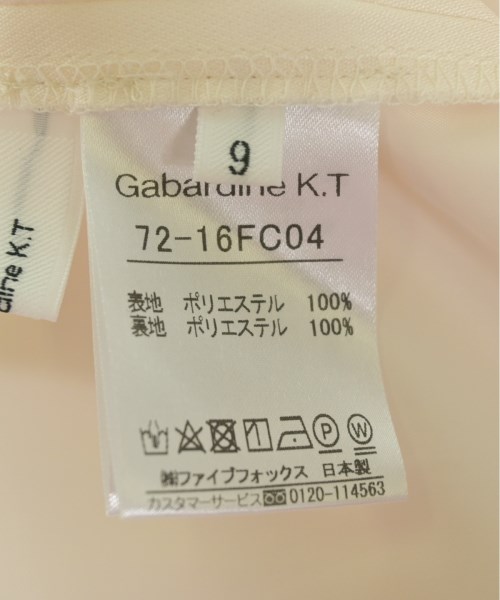 9
Gabardine K.T
72-16FC04
表地 ポリエステル 100%
裏地 ポリエステル 100%
P W
㈱ファイブフォックス 日本製
カスタマーサービス 0120-114563
dine K.T